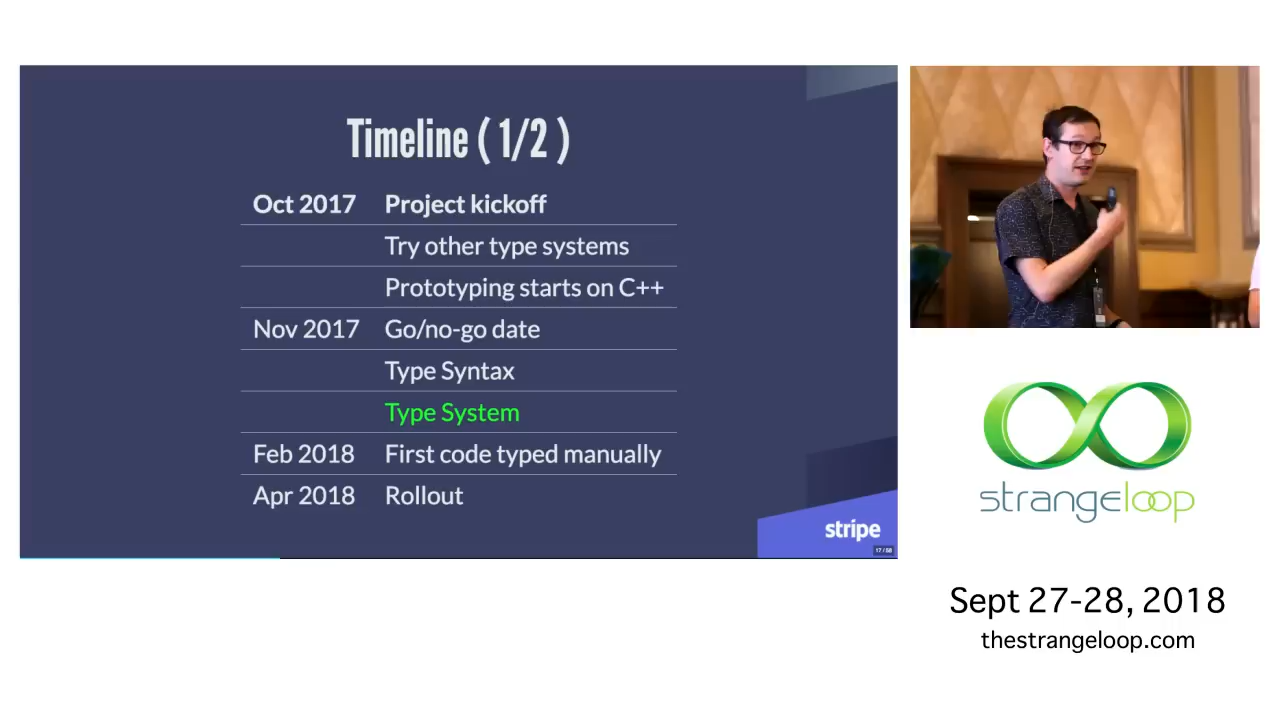 Timeline ( 1/2 )
Oct 2017 Project kickoff
Try other type systems
Prototyping starts on C++
Nov 2017 Go/no-go date
Type Syntax
Type System
Feb 2018 First code typed manually
Apr 2018 Rollout
stripe
17 / 58
strangeloop
Sept 27-28, 2018
thestrangeloop.com